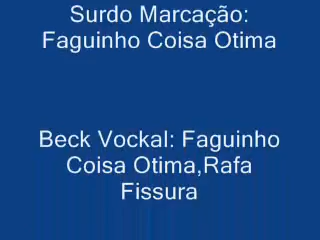 Surdo Marcação:
Faguinho Coisa Otima
Beck Vockal: Faguinho
Coisa Otima,Rafa
Fissura